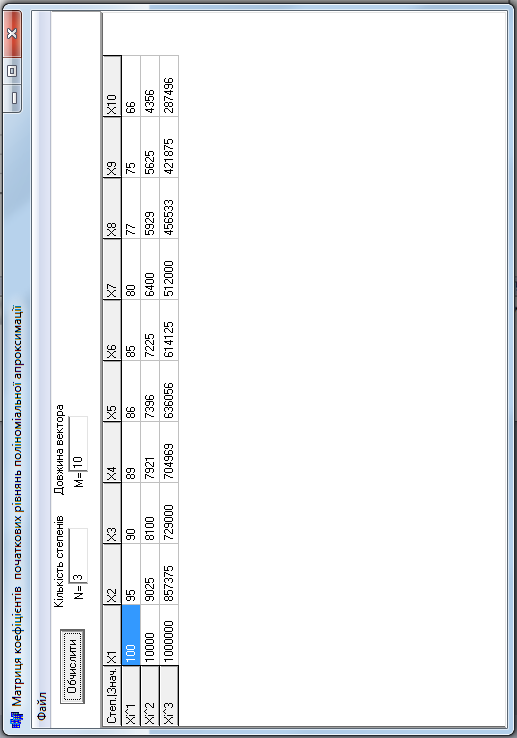 Матриця коефіцієнтів початкових рівнянь поліноміальної апроксимації
Файл
Кількість степенів Довжина вектора
Обчислити N= 3 M= 10
Степ.\Знач. X1 X2 X3 X4 X5 X6 X7 X8 X9 X10
Xi^1 100 95 90 89 86 85 80 77 75 66
Xi^2 10000 9025 8100 7921 7396 7225 6400 5929 5625 4356
Xi^3 1000000 857375 729000 704969 636056 614125 512000 456533 421875 287496